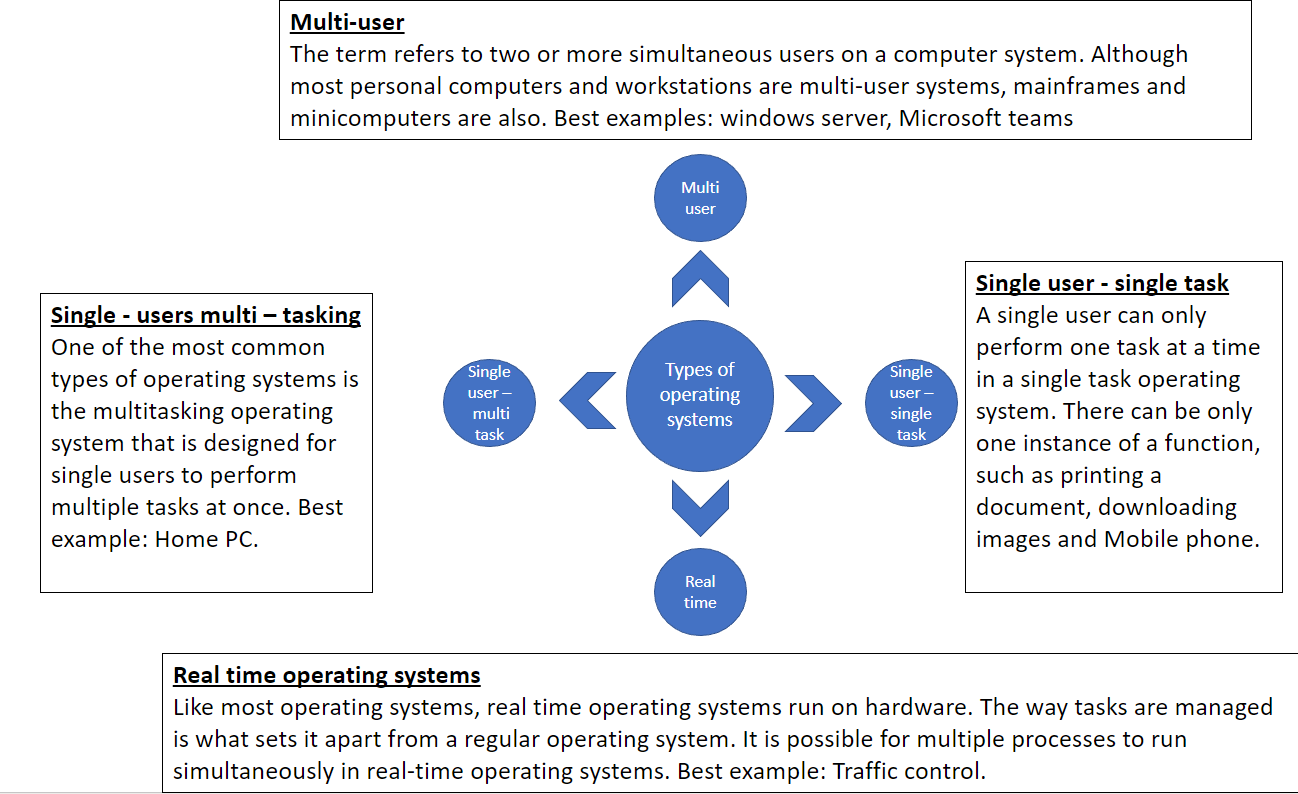 Multi-user
The term refers to two or more simultaneous users on a computer system. Although
most personal computers and workstations are multi-user systems, mainframes and
minicomputers are also. Best examples: windows server, Microsoft teams
Multi
user
Single - users multi – tasking
One of the most common
types of operating systems is
the multitasking operating
system that is designed for
single users to perform
multiple tasks at once. Best
example: Home PC.
Single
user –
multi
task
Types of
operating
systems
Single
user –
single
task
Single user - single task
A single user can only
perform one task at a time
in a single task operating
system. There can be only
one instance of a function,
such as printing a
document, downloading
images and Mobile phone.
Real
time
Real time operating systems
Like most operating systems, real time operating systems run on hardware. The way tasks are managed
is what sets it apart from a regular operating system. It is possible for multiple processes to run
simultaneously in real-time operating systems. Best example: Traffic control.